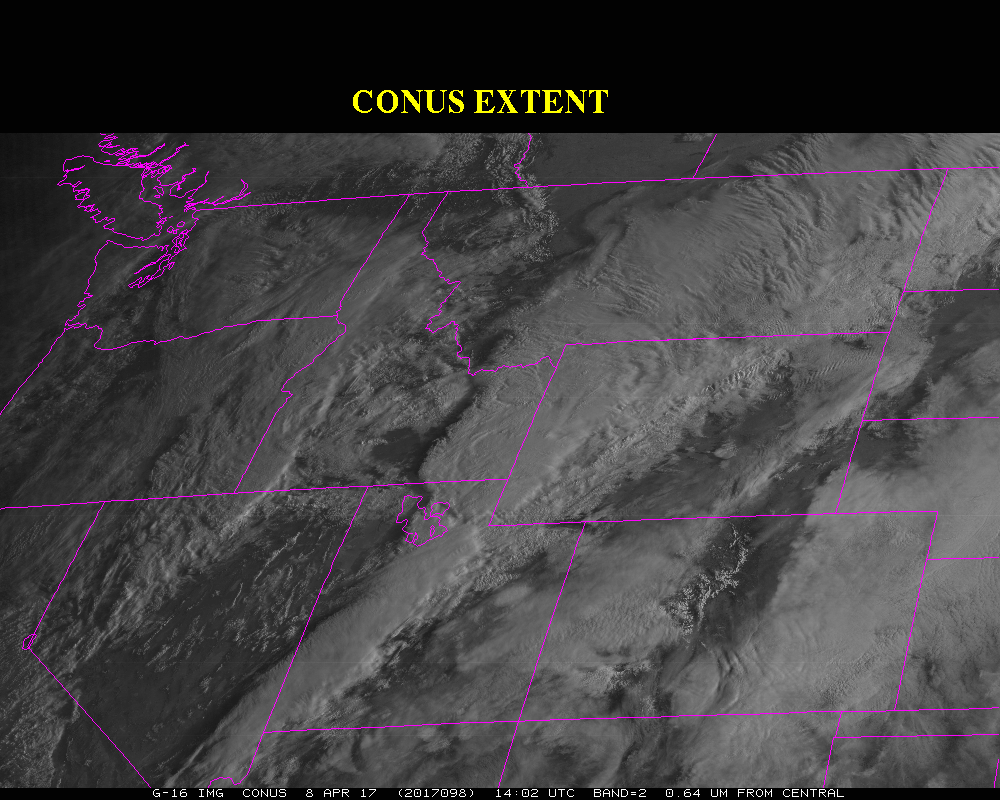 CONUS EXTENT
G-16 IMG CONUS 8 APR 17 (2017098) 14:02 UTC BAND=2 0.64 UM FROM CENTRAL